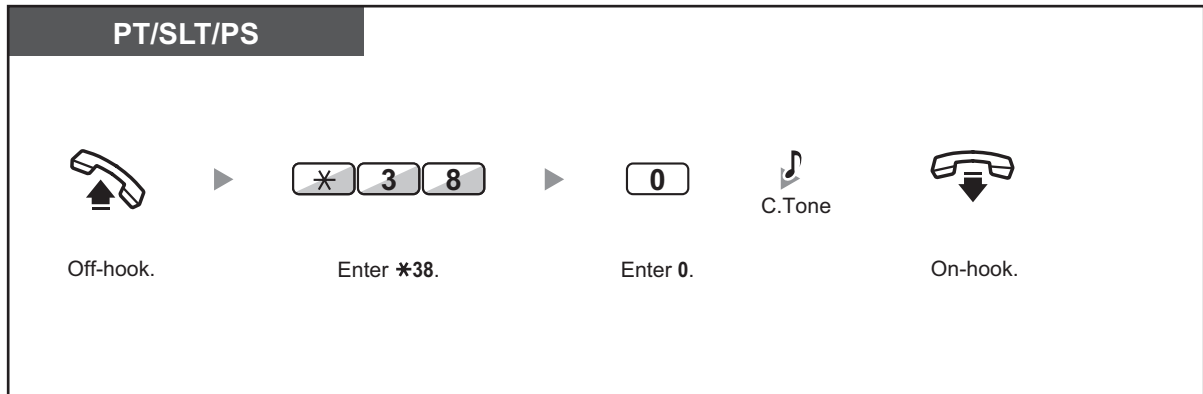 PT/SLT/PS
✳ 3 8 0
C.Tone
Off-hook. Enter ✳38. Enter 0. On-hook.